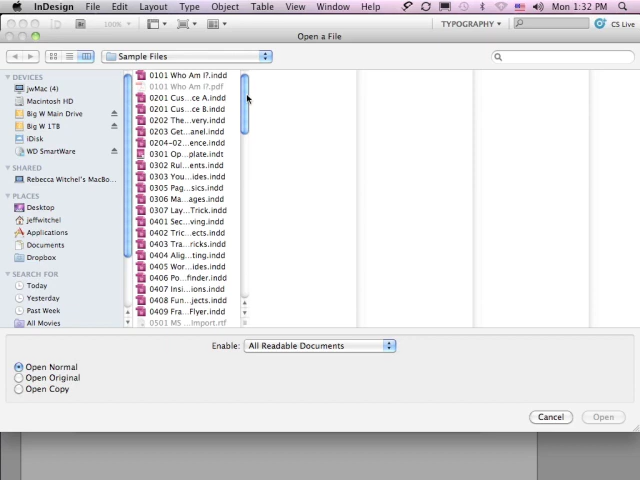 InDesign File Edit Layout Type Object Table View Window Help Mon 1:32 PM
Id Br 100% TYPOGRAPHY CS Live
Open a File
Sample Files
DEVICES
jwMac (4)
Macintosh HD
Big W Main Drive
Big W 1TB
iDisk
WD SmartWare
SHARED
Rebecca Witchel's MacBo...
PLACES
Desktop
jeffwitchel
Applications
Documents
Dropbox
SEARCH FOR
Today
Yesterday
Past Week
All Movies
0101 Who Am I?.indd
0101 Who Am I?.pdf
0201 Cus...ce A.indd
0201 Cus...ce B.indd
0202 The...very.indd
0203 Get...anel.indd
0204-02...ence.indd
0301 Op...plate.indt
0302 Rul...ents.indd
0303 You...ides.indd
0305 Pag...sics.indd
0306 Ma...ages.indd
0307 Lay...Trick.indd
0401 Sec...ving.indd
0402 Tric...ects.indd
0403 Tra...ricks.indd
0404 Alig...ting.indd
0405 Wor...ides.indd
0406 Po...finder.indd
0407 Insi...ions.indd
0408 Fun...jects.indd
0409 Fra...Flyer.indd
0501 MS ...Import.rtf
Enable: All Readable Documents
Open Normal
Open Original
Open Copy
Cancel Open